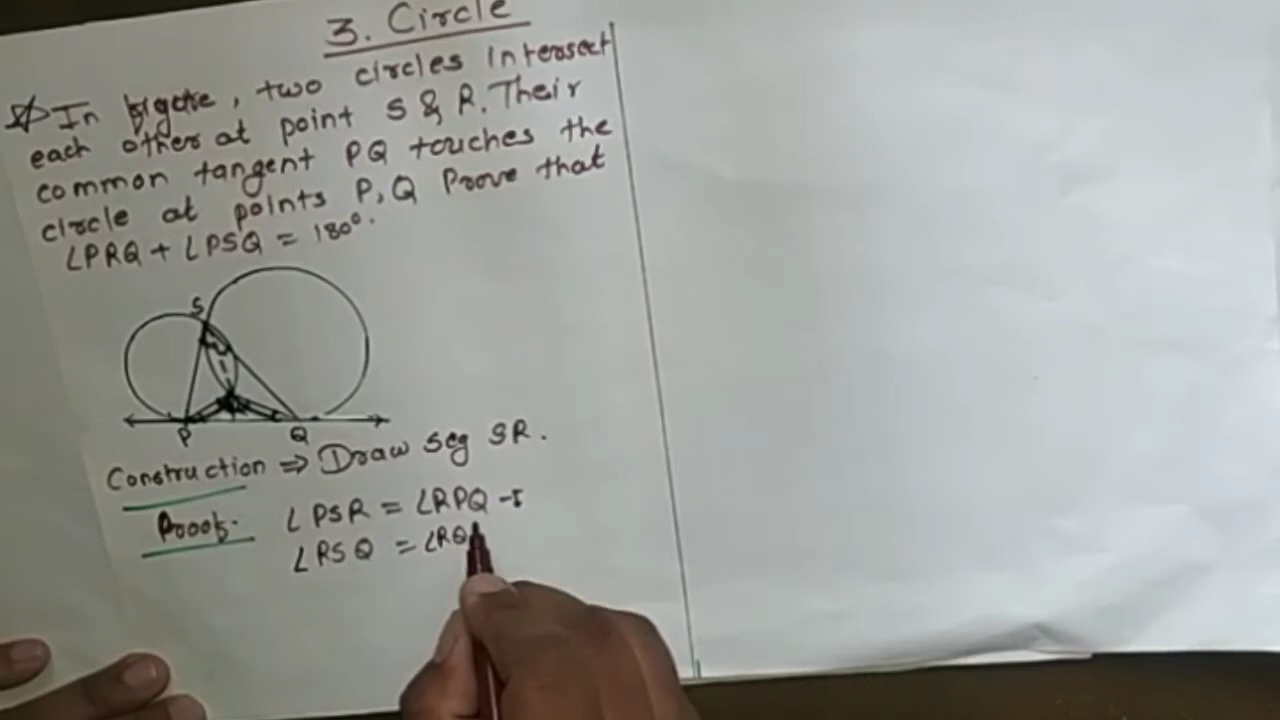 3. Circle
In figure, two circles intersect
each other at point S & R. Their
common tangent PQ touches the
circle at points P, Q Prove that
∠PRQ + ∠PSQ = 180°.
S
P Q
Construction ⇒ Draw seg SR.
Proof:- ∠PSR = ∠RPQ -I
∠RSQ = ∠RQ